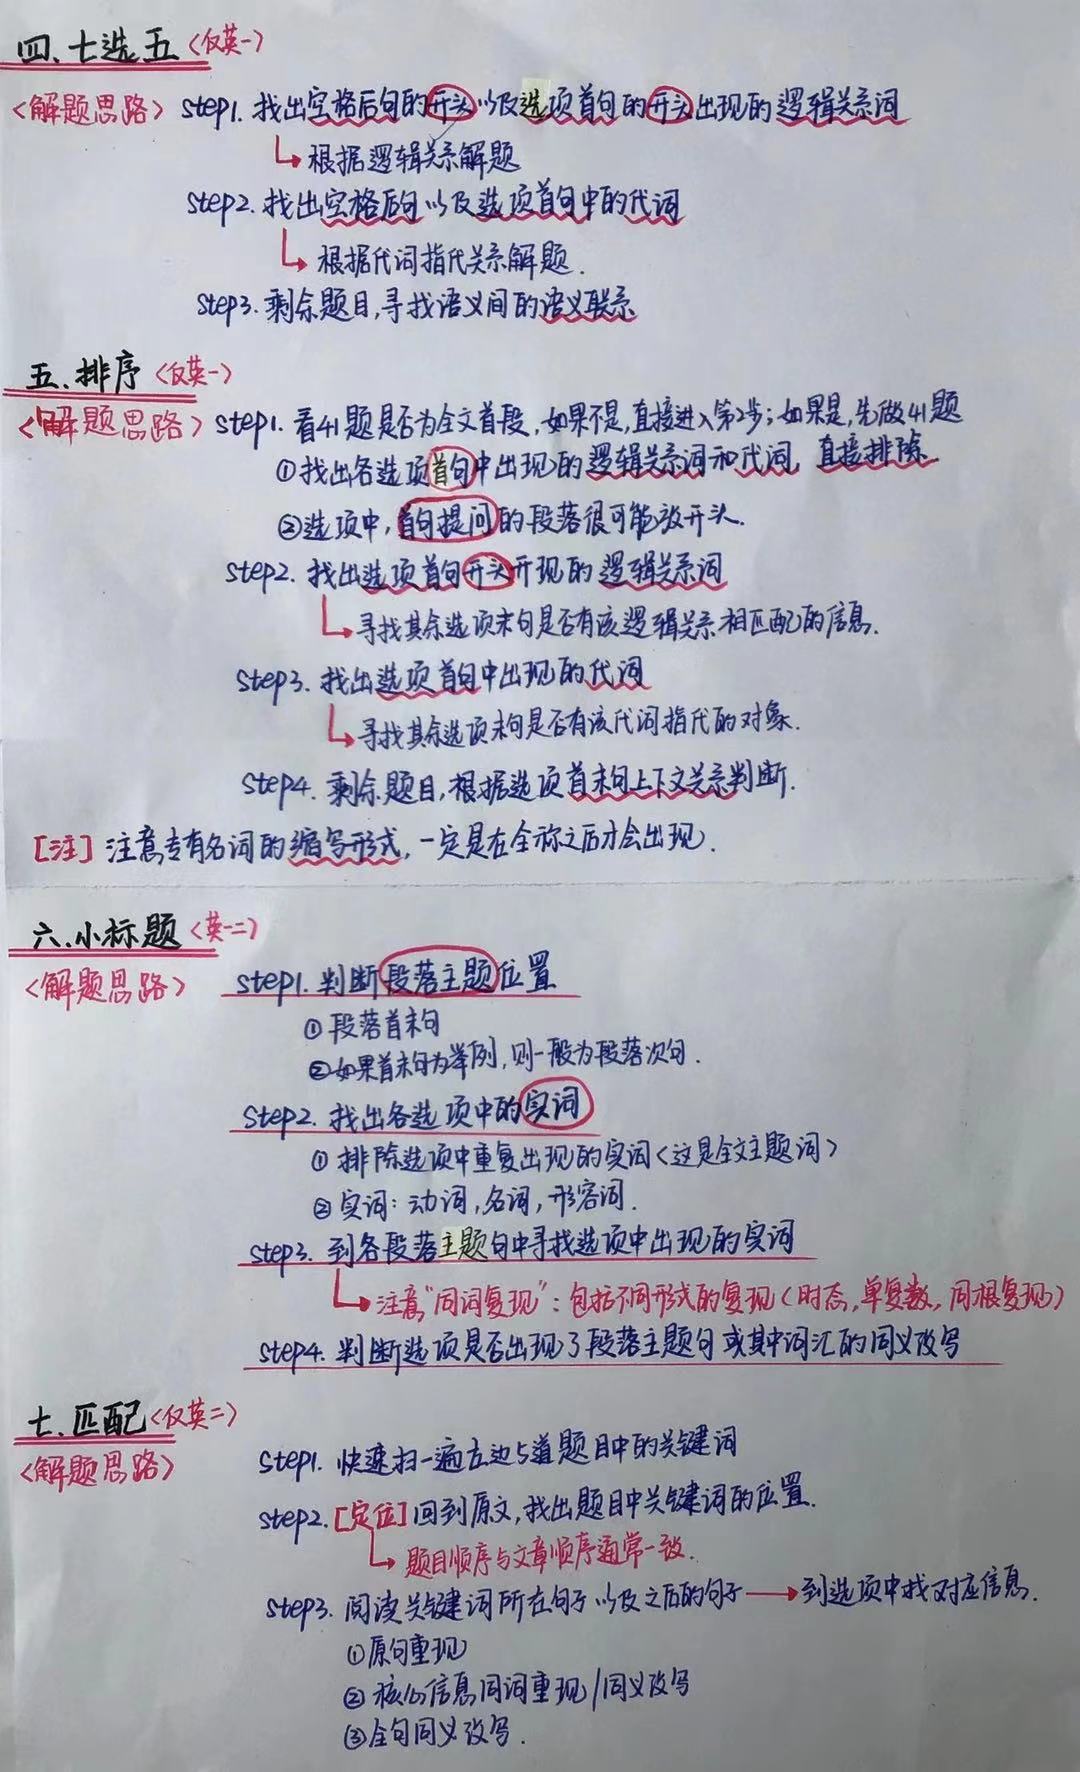 四、七选五〈仅英一〉
〈解题思路〉 step1. 找出空格后句的开头以及选项首句的开头出现的逻辑关系词
根据逻辑关系解题
step2. 找出空格后句以及选项首句中的代词
根据代词指代关系解题.
step3. 剩余题目,寻找语义间的语义联系
五、排序〈仅英一〉
〈解题思路〉 step1. 看41题是否为全文首段,如果不是,直接进入第2步;如果是,先做41题
①找出各选项首句中出现的逻辑关系词和代词,直接排除.
②选项中,首句提问的段落很可能放开头.
step2. 找出选项首句开头开现的逻辑关系词
寻找其余选项末句是否有该逻辑关系相匹配的信息.
step3. 找出选项首句中出现的代词
寻找其余选项末句是否有该代词指代的对象.
step4. 剩余题目,根据选项首末句上下文关系判断.
[注] 注意专有名词的缩写形式,一定是在全称之后才会出现.
六、小标题〈英一二〉
〈解题思路〉 step1. 判断段落主题位置
①段落首末句
②如果首末句为举例,则一般为段落次句.
step2. 找出各选项中的实词
①排除选项中重复出现的实词〈这是全文主题词〉
②实词:动词,名词,形容词.
step3. 到各段落主题句中寻找选项中出现的实词
注意“同词复现”:包括不同形式的复现(时态,单复数,同根复现)
step4. 判断选项是否出现了段落主题句或其中词汇的同义改写
七、匹配〈仅英二〉
〈解题思路〉 step1. 快速扫一遍左边5道题目中的关键词
step2. [定位]回到原文,找出题目中关键词的位置.
题目顺序与文章顺序通常一致.
step3. 阅读关键词所在句子以及之后的句子→到选项中找对应信息.
①原句重现
②核心信息同词重现/同义改写
③全句同义改写.